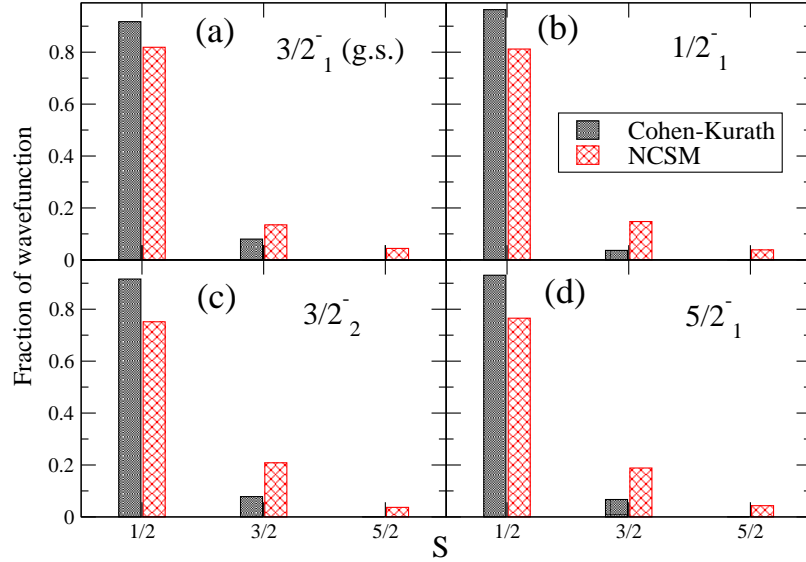 (a)
3/2⁻₁ (g.s.)
(b)
1/2⁻₁
Cohen-Kurath
NCSM
0.8
0.6
0.4
0.2
0
(c)
3/2⁻₂
(d)
5/2⁻₁
0.8
0.6
0.4
0.2
0
1/2
3/2
5/2
1/2
3/2
5/2
S
Fraction of wavefunction